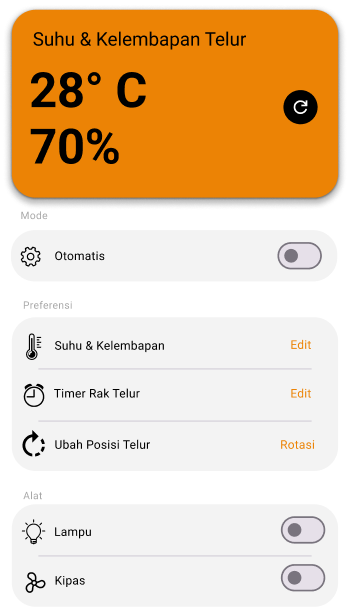 Suhu & Kelembapan Telur
28° C
70%
Mode
Otomatis
Preferensi
Suhu & Kelembapan Edit
Timer Rak Telur Edit
Ubah Posisi Telur Rotasi
Alat
Lampu
Kipas